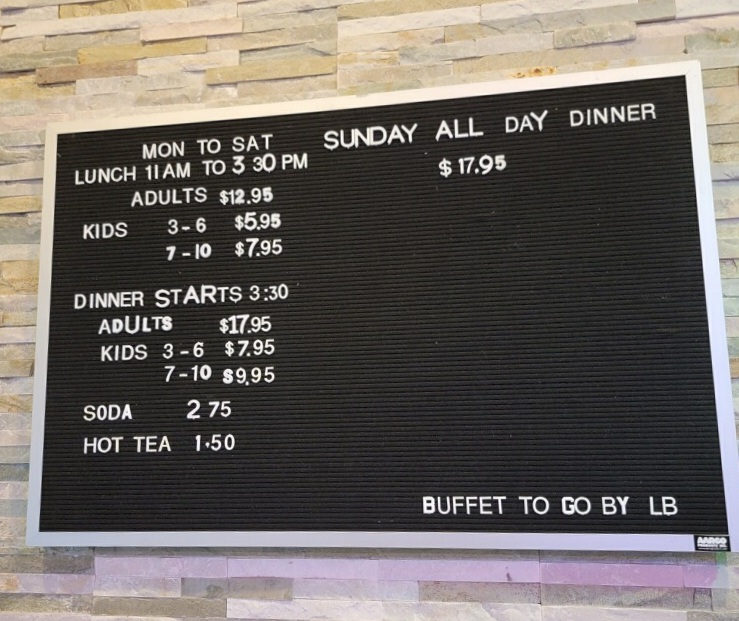 MON TO SAT
LUNCH 11AM TO 3 30 PM
ADULTS $12.95
KIDS 3-6 $5.95
7-10 $7.95
DINNER STARTS 3:30
ADULTS $17.95
KIDS 3-6 $7.95
7-10 $9.95
SODA 2 75
HOT TEA 1.50
SUNDAY ALL DAY DINNER
$17.95
BUFFET TO GO BY LB
AARCO